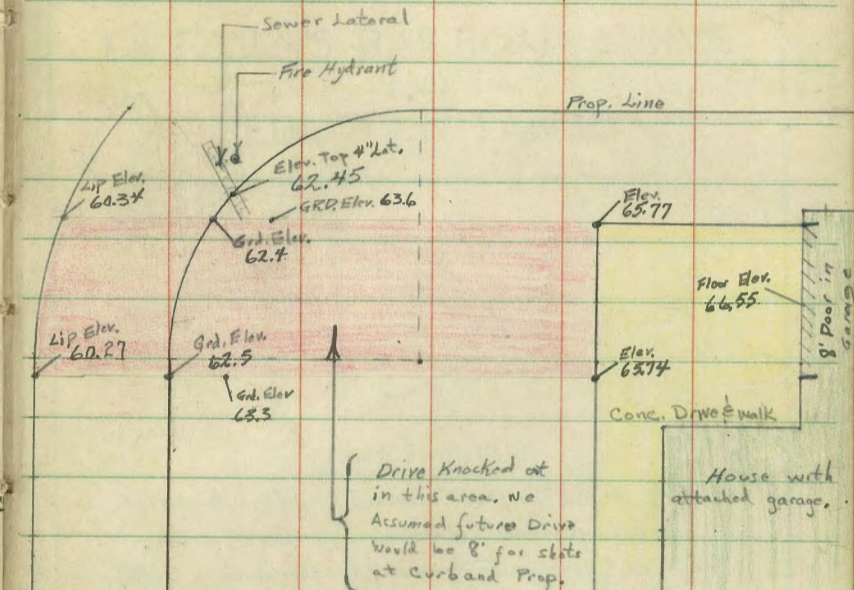 Sewer Lateral
Fire Hydrant
Prop. Line
Elev. Top 4" Lat.
62.45
Lip Elev.
60.34
GRD. Elev. 63.6
Elev.
65.77
Grd. Elev.
62.4
Floor Elev.
66.55
8' Door in
Garage
Lip Elev.
60.27
Grd. Elev.
62.5
Elev.
65.74
Grd. Elev
63.3
Conc. Drive & walk
Drive Knocked out
in this area. We
Assumed future Drive
would be 8' for shots
at Curb and Prop.
House with
attached garage.